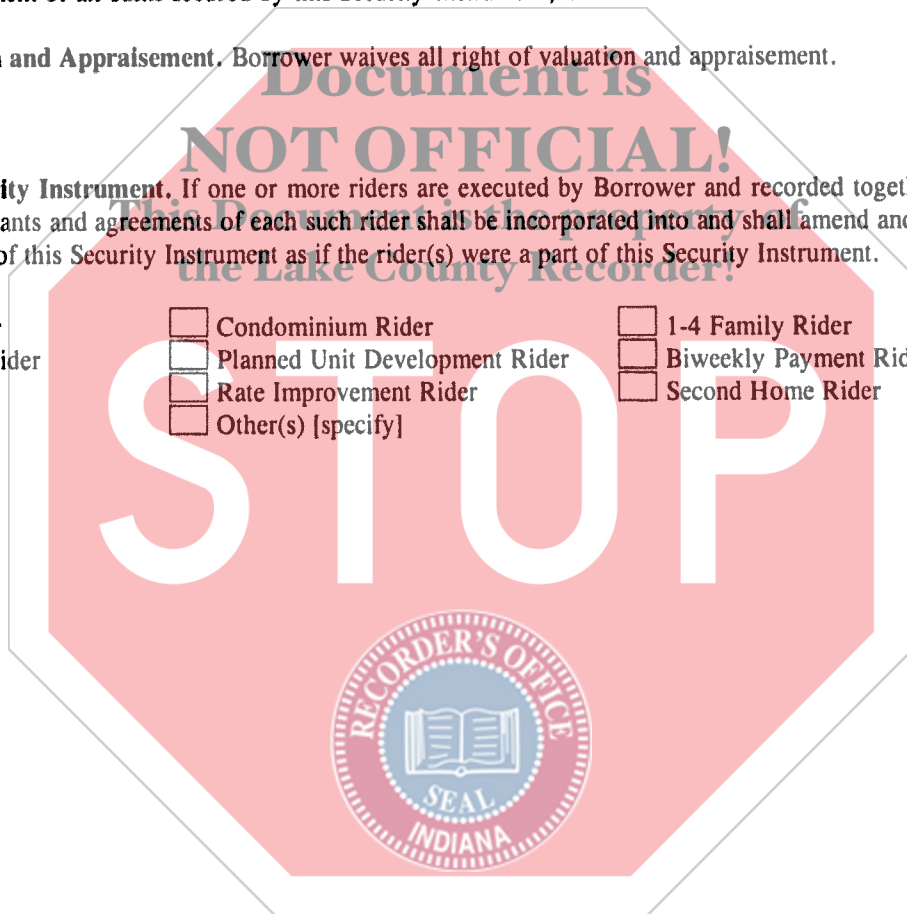 and Appraisement. Borrower waives all right of valuation and appraisement.
Document is
NOT OFFICIAL!
ity Instrument. If one or more riders are executed by Borrower and recorded toget
This Document is the property of
ants and agreements of each such rider shall be incorporated into and shall amend and
of this Security Instrument as if the rider(s) were a part of this Security Instrument.
the Lake County Recorder!
Condominium Rider
1-4 Family Rider
ider
Planned Unit Development Rider
Biweekly Payment Rid
Rate Improvement Rider
Second Home Rider
Other(s) [specify]
STOP
RECORDER'S OFFICE
SEAL
INDIANA